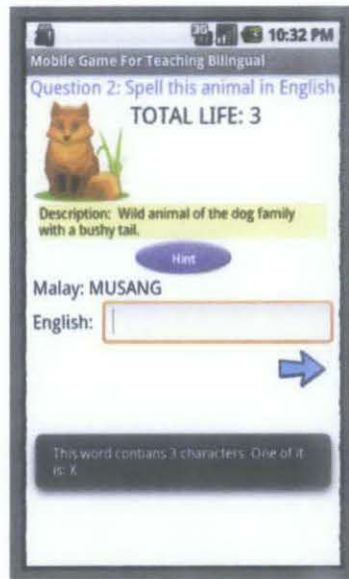 3G
10:32 PM
Mobile Game For Teaching Bilingual
Question 2: Spell this animal in English
TOTAL LIFE: 3
Description: Wild animal of the dog family
with a bushy tail.
Hint
Malay: MUSANG
English:
This word contians 3 characters. One of it
is: X